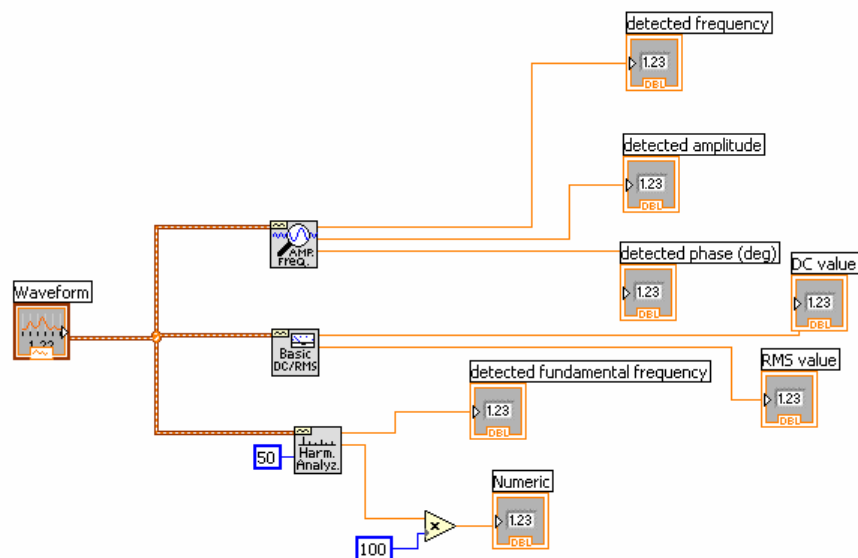 detected frequency
1.23
DBL
detected amplitude
1.23
DBL
AMP.
FREQ.
detected phase (deg)
1.23
DBL
DC value
1.23
DBL
Waveform
1.23
Basic
DC/RMS
RMS value
1.23
DBL
detected fundamental frequency
1.23
DBL
50
Harm.
Analyz.
Numeric
1.23
DBL
×
100